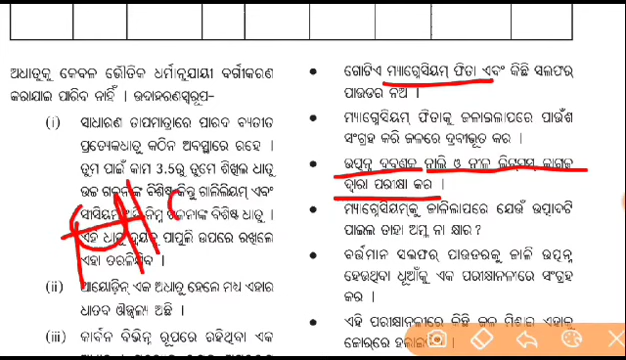 ଅଧାତୁକୁ କେବଳ ଭୌତିକ ଧର୍ମାନୁଯାୟୀ ବର୍ଗୀକରଣ
କରାଯାଇ ପାରିବ ନାହିଁ । ଉଦାହରଣସ୍ୱରୂପ-
(i) ସାଧାରଣ ତାପମାତ୍ରାରେ ପାରଦ ବ୍ୟତୀତ
ପ୍ରତ୍ୟେକଧାତୁ କଠିନ ଅବସ୍ଥାରେ ରହେ ।
ତୁମ ପାଇଁ କାମ 3.5ରୁ ତୁମେ ଶିଖିଲ ଧାତୁ
ଉଚ୍ଚ ଗଳନାଙ୍କ ବିଶିଷ୍ଟ କିନ୍ତୁ ଗାଲିଲିୟମ୍ ଏବଂ
ସିସିୟମ୍ ନିମ୍ନ ଗଳନାଙ୍କ ବିଶିଷ୍ଟ ଧାତୁ ।
ଏହି ଧାତୁ ଦ୍ୱୟକୁ ପାପୁଲି ଉପରେ ରଖିଲେ
ଏହା ତରଳିଯିବ ।
(ii) ଆୟୋଡ଼ିନ୍ ଏକ ଅଧାତୁ ହେଲେ ମଧ୍ୟ ଏହାର
ଧାତବ ଔଜ୍ଜ୍ୱଲ୍ୟ ଅଛି ।
(iii) କାର୍ବନ ବିଭିନ୍ନ ରୂପରେ ରହିଥିବା ଏକ
• ଗୋଟିଏ ମ୍ୟାଗ୍ନେସିୟମ୍ ଫିତା ଏବଂ କିଛି ସଲଫର୍
ପାଉଡର ନିଅ ।
• ମ୍ୟାଗ୍ନେସିୟମ୍ ଫିତାକୁ ଜଳାଇଲାପରେ ପାଉଁଶ
ସଂଗ୍ରହ କରି ଜଳରେ ଦ୍ରବୀଭୂତ କର ।
• ଉତ୍ପନ୍ନ ଦ୍ରବଣକୁ ନାଲି ଓ ନୀଳ ଲିଟମସ୍ କାଗଜ
ଦ୍ୱାରା ପରୀକ୍ଷା କର ।
• ମ୍ୟାଗ୍ନେସିୟମ୍‌କୁ ଜାଳିଲାପରେ ଯେଉଁ ଉତ୍ପାଦଟି
ପାଇଲ ତାହା ଅମ୍ଳ ନା କ୍ଷାର ?
• ବର୍ତ୍ତମାନ ସଲଫର୍ ପାଉଡରକୁ ଜାଳି ଉତ୍ପନ୍ନ
ହେଉଥିବା ଧୂଆଁକୁ ଏକ ପରୀକ୍ଷାନଳୀରେ ସଂଗ୍ରହ
କର ।
• ଏହି ପରୀକ୍ଷାନଳୀରେ କିଛି ଜଳ ମିଶାଇ ଏହାକୁ
ଜୋର୍‌ରେ